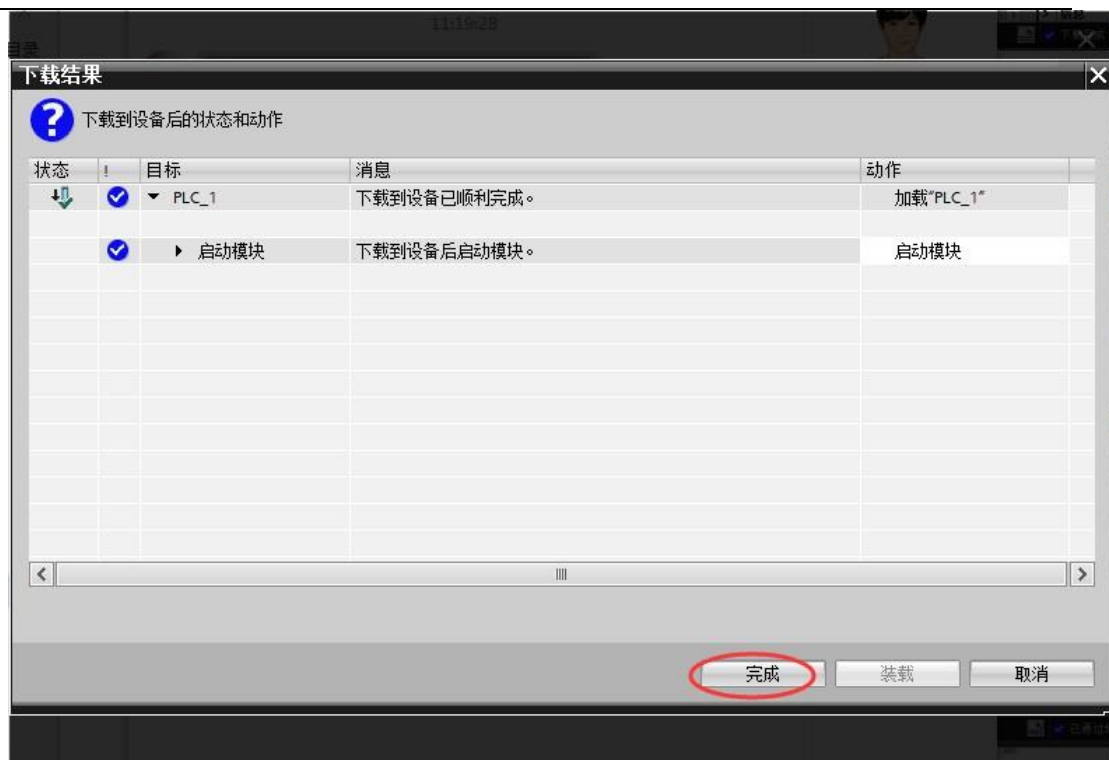 11:19:28
目录
下载结果
下载到设备后的状态和动作
状态 ! 目标 消息 动作
PLC_1 下载到设备已顺利完成。 加载"PLC_1"
启动模块 下载到设备后启动模块。 启动模块
完成 装载 取消
已通过